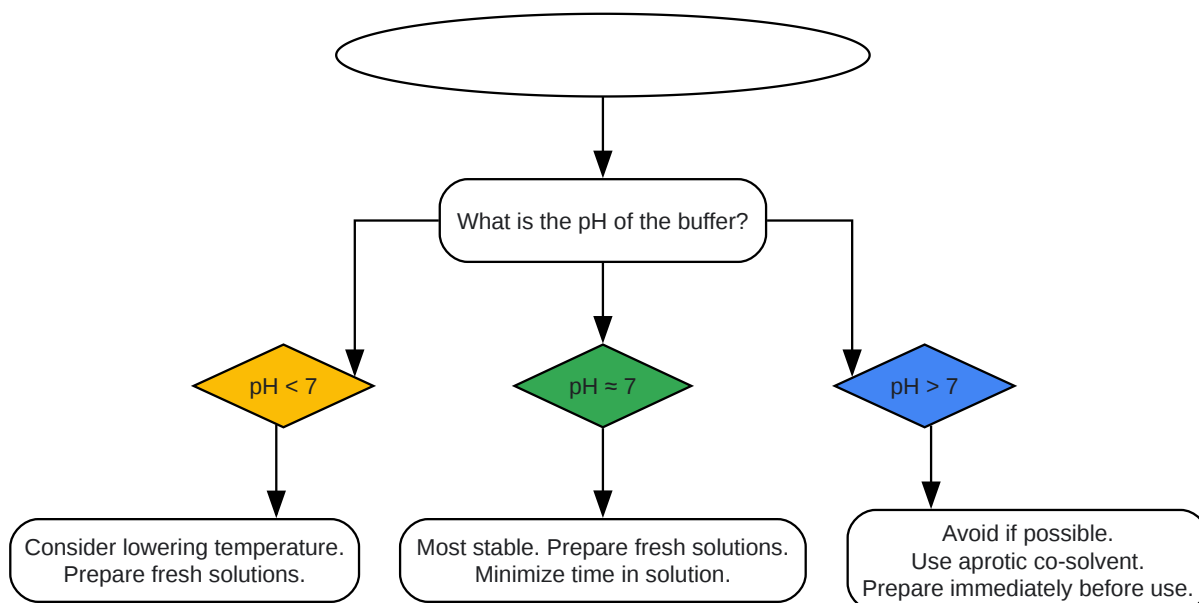 What is the pH of the buffer?
pH < 7
pH ≈ 7
pH > 7
Consider lowering temperature.
Prepare fresh solutions.
Most stable. Prepare fresh solutions.
Minimize time in solution.
Avoid if possible.
Use aprotic co-solvent.
Prepare immediately before use.